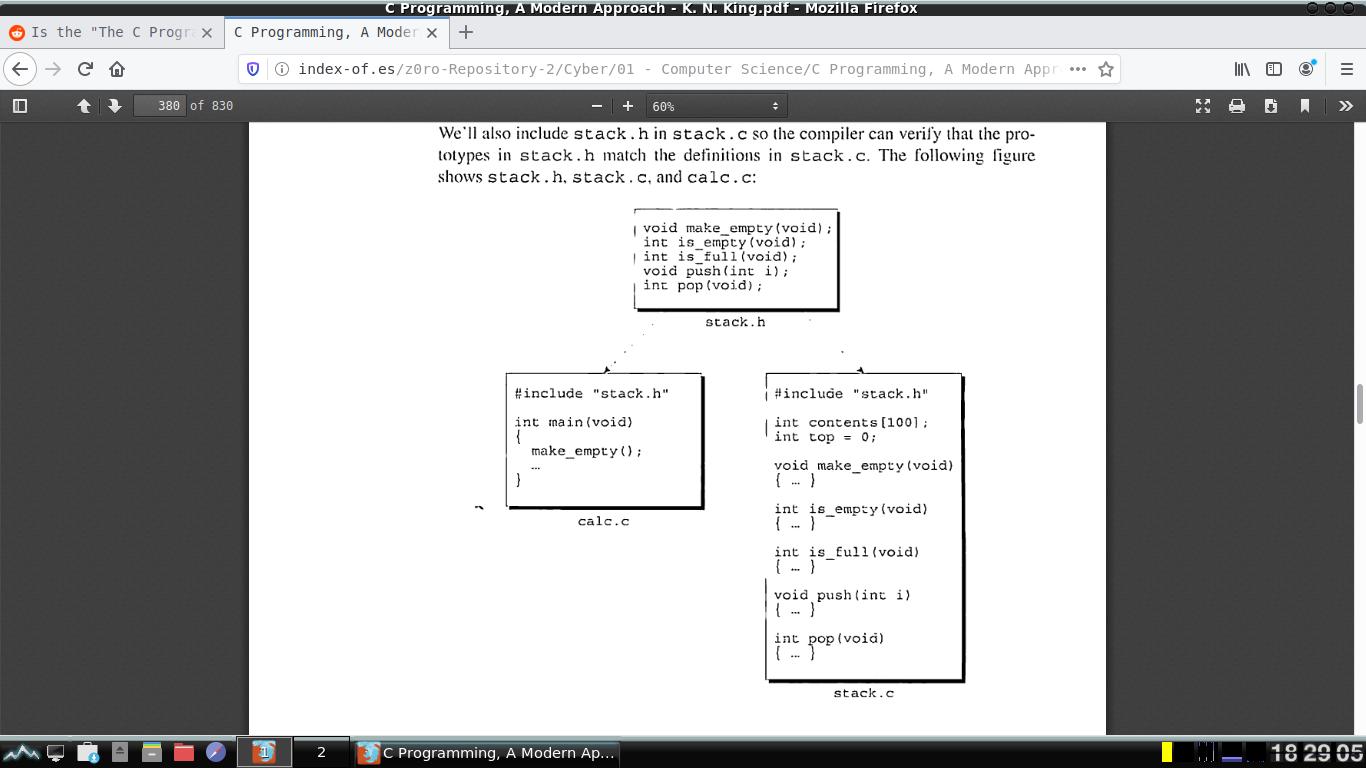 C Programming, A Modern Approach - K. N. King.pdf - Mozilla Firefox
Is the "The C Progr
C Programming, A Moder
index-of.es/z0ro-Repository-2/Cyber/01 - Computer Science/C Programming, A Modern Appr
380 of 830
60%
We'll also include stack.h in stack.c so the compiler can verify that the pro-
totypes in stack.h match the definitions in stack.c. The following figure
shows stack.h, stack.c, and calc.c:
void make_empty(void);
int is_empty(void);
int is_full(void);
void push(int i);
int pop(void);
stack.h
#include "stack.h"
int main(void)
{
make_empty();
…
}
calc.c
#include "stack.h"
int contents[100];
int top = 0;
void make_empty(void)
{ … }
int is_empty(void)
{ … }
int is_full(void)
{ … }
void push(int i)
{ … }
int pop(void)
{ … }
stack.c
1
2
C Programming, A Modern Ap...
18 29 05